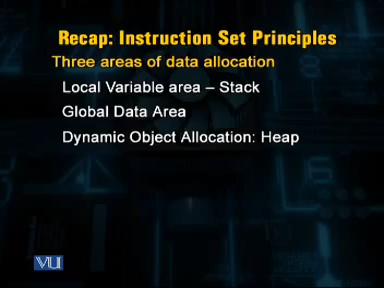 Recap: Instruction Set Principles
Three areas of data allocation
Local Variable area – Stack
Global Data Area
Dynamic Object Allocation: Heap
VU